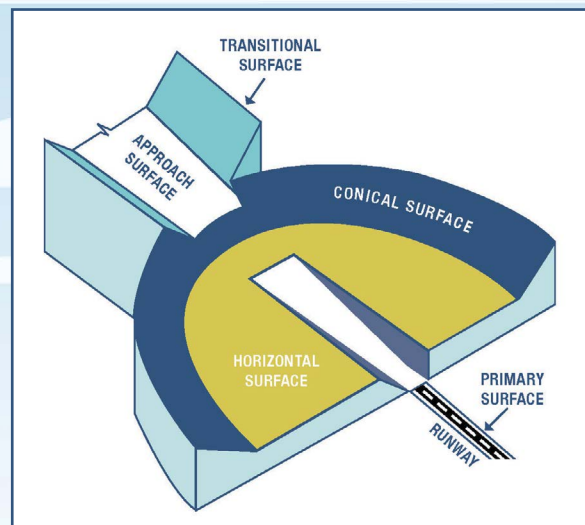 TRANSITIONAL
SURFACE
APPROACH
SURFACE
CONICAL SURFACE
HORIZONTAL
SURFACE
PRIMARY
SURFACE
RUNWAY